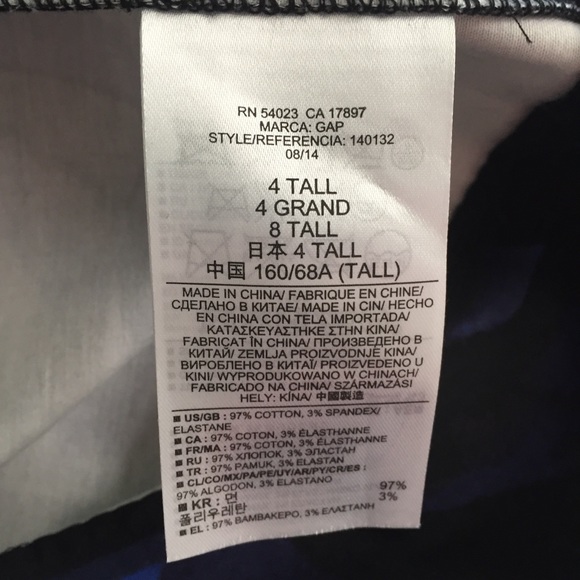 RN 54023 CA 17897
MARCA: GAP
STYLE/REFERENCIA: 140132
08/14
4 TALL
4 GRAND
8 TALL
日本 4 TALL
中国 160/68A (TALL)
MADE IN CHINA/ FABRIQUE EN CHINE/
СДЕЛАНО В КИТАЕ/ MADE IN CIN/ HECHO
EN CHINA CON TELA IMPORTADA/
ΚΑΤΑΣΚΕΥΑΣΤΗΚΕ ΣΤΗΝ ΚΙΝΑ/
FABRICAT ÎN CHINA/ ПРОИЗВЕДЕНО В
КИТАЙ/ ZEMLJA PROIZVODNJE KINA/
ВИРОБЛЕНО В КИТАЇ/ PROIZVEDENO U
KINI/ WYPRODUKOWANO W CHINACH/
FABRICADO NA CHINA/ SZÁRMAZÁSI
HELY: KÍNA/ 中國製造
■ US/GB : 97% COTTON, 3% SPANDEX/
ELASTANE
■ CA : 97% COTON, 3% ÉLASTHANNE
■ FR/MA : 97% COTON, 3% ÉLASTHANNE
■ RU : 97% ХЛОПОК, 3% ЭЛАСТАН
■ TR : 97% PAMUK, 3% ELASTAN
■ CL/CO/MX/PA/PE/UY/AR/PY/CR/ES :
97% ALGODON, 3% ELASTANO
■ KR : 면 97%
폴리우레탄 3%
■ EL : 97% ΒΑΜΒΑΚΕΡΟ, 3% ΕΛΑΣΤΑΝΗ